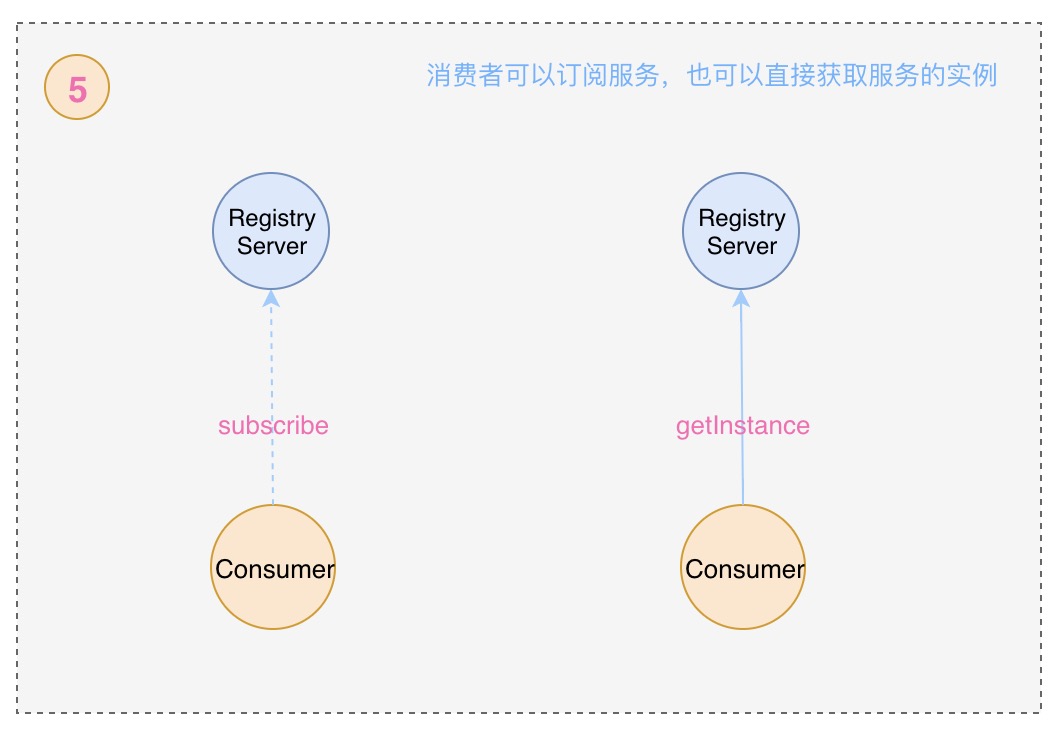 5
消费者可以订阅服务，也可以直接获取服务的实例
Registry
Server
Registry
Server
subscribe
getInstance
Consumer
Consumer